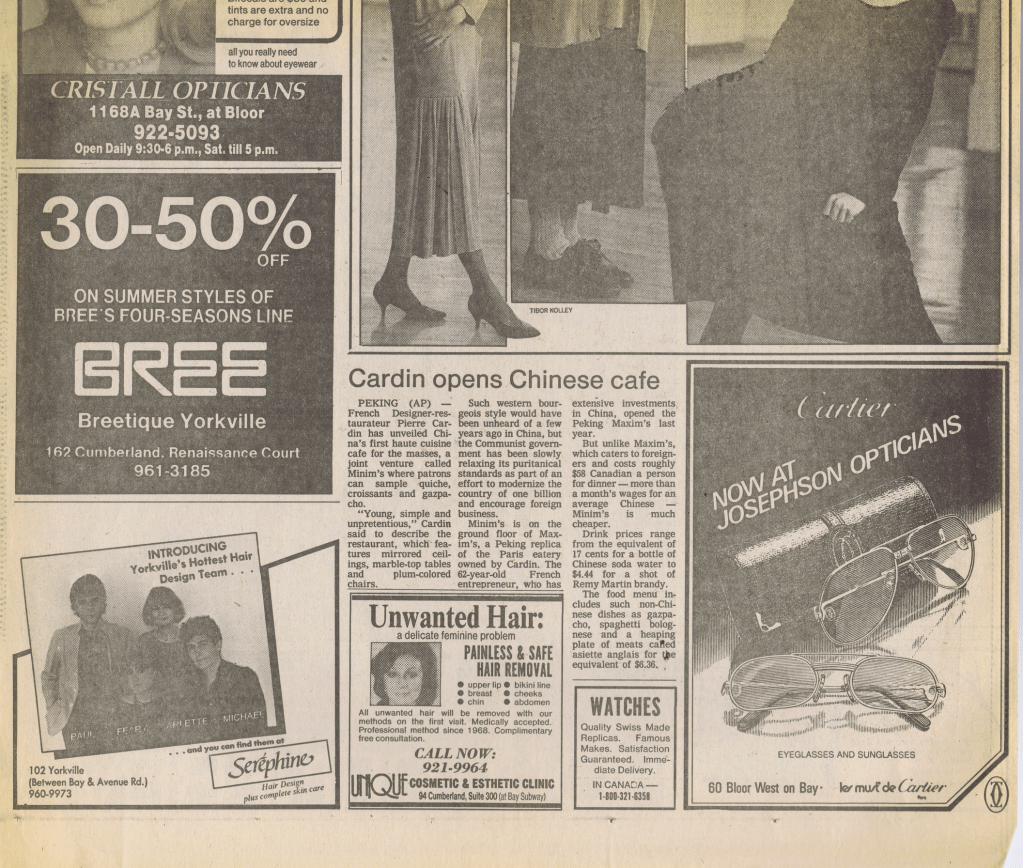 tints are extra and no
charge for oversize
all you really need
to know about eyewear
CRISTALL OPTICIANS
1168A Bay St., at Bloor
922-5093
Open Daily 9:30-6 p.m., Sat. till 5 p.m.
30-50%
OFF
ON SUMMER STYLES OF
BREE'S FOUR-SEASONS LINE
BREE
Breetique Yorkville
162 Cumberland, Renaissance Court
961-3185
INTRODUCING
Yorkville's Hottest Hair
Design Team . . .
PAUL
ARLETTE
MICHAEL
. . . and you can find them at
Seréphine
Hair Design
plus complete skin care
102 Yorkville
(Between Bay & Avenue Rd.)
960-9973
TIBOR KOLLEY
Cardin opens Chinese cafe
PEKING (AP) —
French Designer-res-
taurateur Pierre Car-
din has unveiled Chi-
na's first haute cuisine
cafe for the masses, a
joint venture called
Minim's where patrons
can sample quiche,
croissants and gazpa-
cho.
"Young, simple and
unpretentious," Cardin
said to describe the
restaurant, which fea-
tures mirrored ceil-
ings, marble-top tables
and plum-colored
chairs.
Such western bour-
geois style would have
been unheard of a few
years ago in China, but
the Communist govern-
ment has been slowly
relaxing its puritanical
standards as part of an
effort to modernize the
country of one billion
and encourage foreign
business.
Minim's is on the
ground floor of Max-
im's, a Peking replica
of the Paris eatery
owned by Cardin. The
62-year-old French
entrepreneur, who has
extensive investments
in China, opened the
Peking Maxim's last
year.
But unlike Maxim's,
which caters to foreign-
ers and costs roughly
$58 Canadian a person
for dinner — more than
a month's wages for an
average Chinese —
Minim's is much
cheaper.
Drink prices range
from the equivalent of
17 cents for a bottle of
Chinese soda water to
$4.44 for a shot of
Remy Martin brandy.
The food menu in-
cludes such non-Chi-
nese dishes as gazpa-
cho, spaghetti bolog-
nese and a heaping
plate of meats called
asiette anglais for the
equivalent of $6.36.
Unwanted Hair:
a delicate feminine problem
PAINLESS & SAFE
HAIR REMOVAL
● upper lip ● bikini line
● breast ● cheeks
● chin ● abdomen
All unwanted hair will be removed with our
methods on the first visit. Medically accepted.
Professional method since 1968. Complimentary
free consultation.
CALL NOW:
921-9964
UNIQUE COSMETIC & ESTHETIC CLINIC
94 Cumberland, Suite 300 (at Bay Subway)
WATCHES
Quality Swiss Made
Replicas. Famous
Makes. Satisfaction
Guaranteed. Imme-
diate Delivery.
IN CANADA —
1-800-321-6358
Cartier
NOW AT
JOSEPHSON OPTICIANS
EYEGLASSES AND SUNGLASSES
60 Bloor West on Bay·
les must de Cartier
Paris